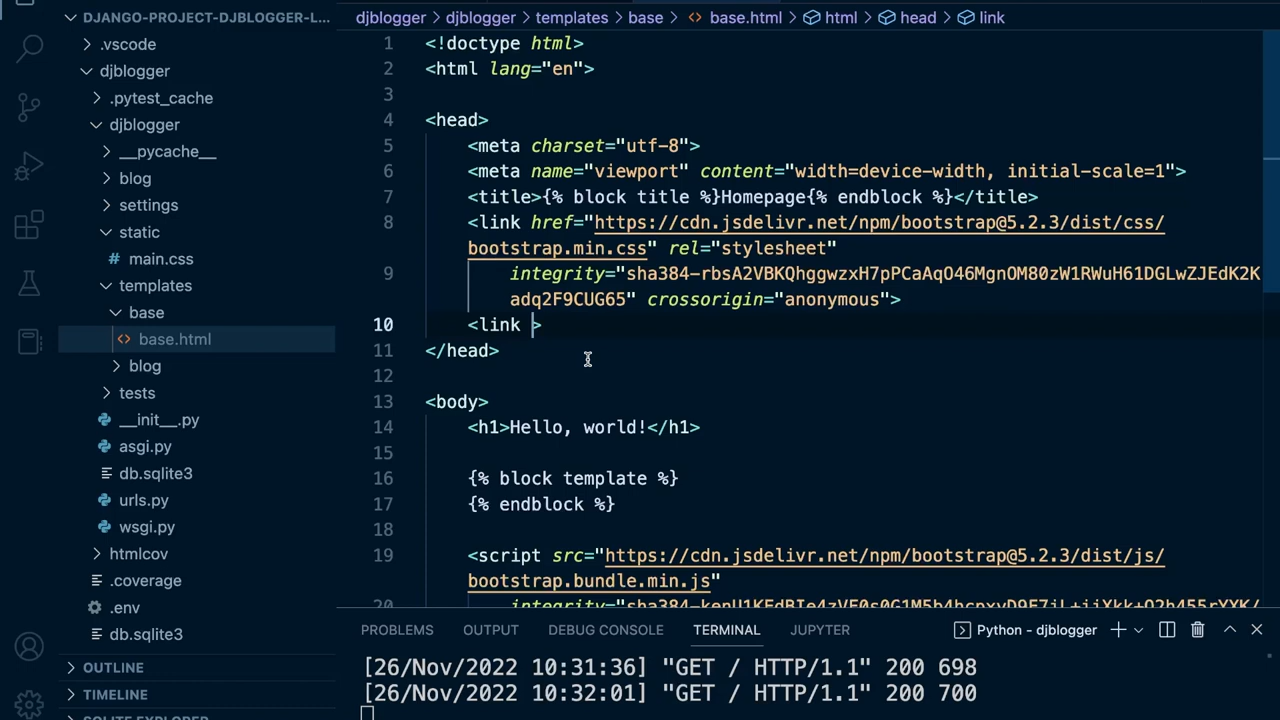 DJANGO-PROJECT-DJBLOGGER-L...
.vscode
djblogger
.pytest_cache
djblogger
__pycache__
blog
settings
static
main.css
templates
base
base.html
blog
tests
__init__.py
asgi.py
db.sqlite3
urls.py
wsgi.py
htmlcov
.coverage
.env
db.sqlite3
OUTLINE
TIMELINE
djblogger > djblogger > templates > base > <> base.html > html > head > link
1 <!doctype html>
2 <html lang="en">
3
4 <head>
5 <meta charset="utf-8">
6 <meta name="viewport" content="width=device-width, initial-scale=1">
7 <title>{% block title %}Homepage{% endblock %}</title>
8 <link href="https://cdn.jsdelivr.net/npm/bootstrap@5.2.3/dist/css/
bootstrap.min.css" rel="stylesheet"
9 integrity="sha384-rbsA2VBKQhggwzxH7pPCaAqO46MgnOM80zW1RWuH61DGLwZJEdK2K
adq2F9CUG65" crossorigin="anonymous">
10 <link >
11 </head>
12
13 <body>
14 <h1>Hello, world!</h1>
15
16 {% block template %}
17 {% endblock %}
18
19 <script src="https://cdn.jsdelivr.net/npm/bootstrap@5.2.3/dist/js/
bootstrap.bundle.min.js"
20
PROBLEMS OUTPUT DEBUG CONSOLE TERMINAL JUPYTER Python - djblogger
[26/Nov/2022 10:31:36] "GET / HTTP/1.1" 200 698
[26/Nov/2022 10:32:01] "GET / HTTP/1.1" 200 700